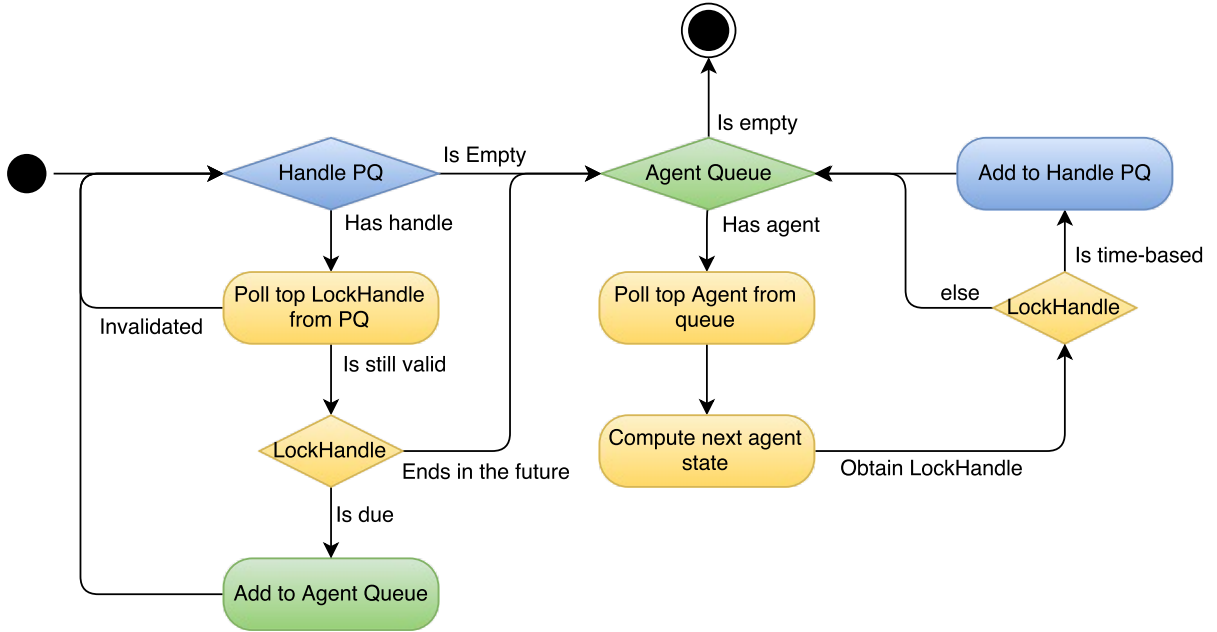 Is empty
Handle PQ
Is Empty
Agent Queue
Add to Handle PQ
Has handle
Has agent
Is time-based
Poll top LockHandle
from PQ
Invalidated
Poll top Agent from
queue
else
LockHandle
Is still valid
LockHandle
Ends in the future
Compute next agent
state
Obtain LockHandle
Is due
Add to Agent Queue